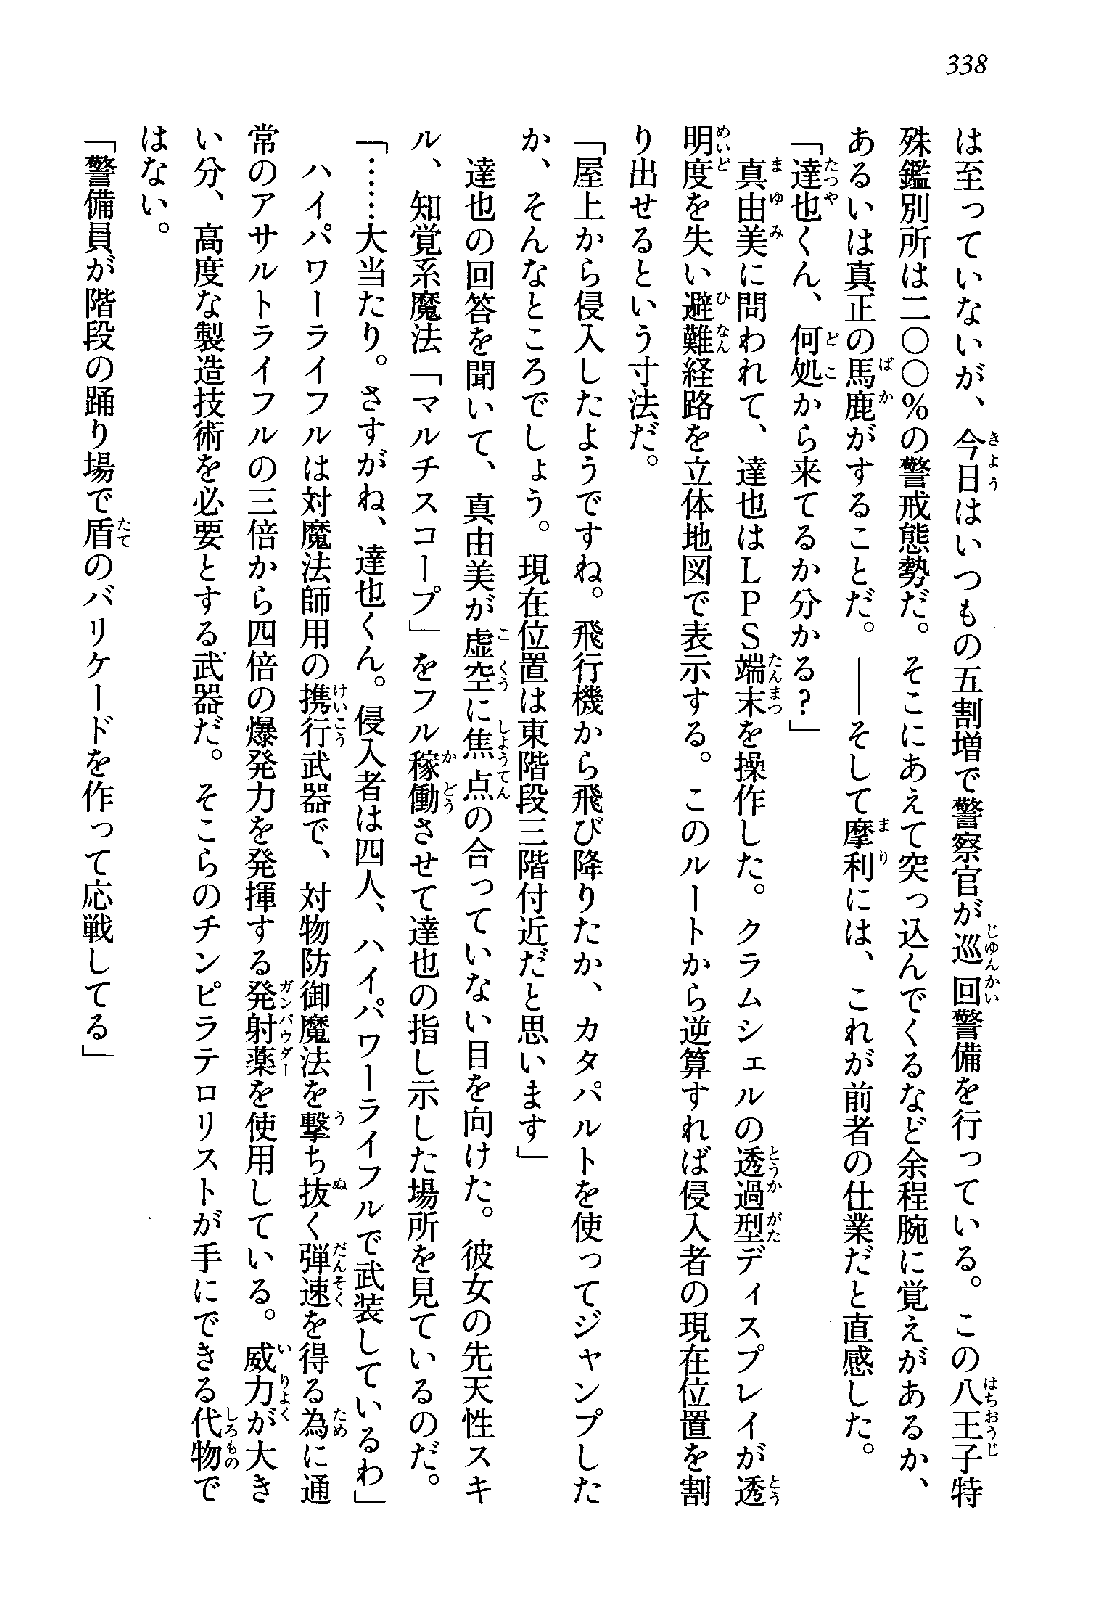 338
は至っていないが、今日はいつもの五割増で警察官が巡回警備を行っている。この八王子特
殊鑑別所は二〇〇%の警戒態勢だ。そこにあえて突っ込んでくるなど余程腕に覚えがあるか、
あるいは真正の馬鹿がすることだ。――そして摩利には、これが前者の仕業だと直感した。
「達也くん、何処から来てるか分かる?」
真由美に問われて、達也はLPS端末を操作した。クラムシェルの透過型ディスプレイが透
明度を失い避難経路を立体地図で表示する。このルートから逆算すれば侵入者の現在位置を割
り出せるという寸法だ。
「屋上から侵入したようですね。飛行機から飛び降りたか、カタパルトを使ってジャンプした
か、そんなところでしょう。現在位置は東階段三階付近だと思います」
達也の回答を聞いて、真由美が虚空に焦点の合っていない目を向けた。彼女の先天性スキ
ル、知覚系魔法「マルチスコープ」をフル稼働させて達也の指し示した場所を見ているのだ。
「……大当たり。さすがね、達也くん。侵入者は四人、ハイパワーライフルで武装しているわ」
ハイパワーライフルは対魔法師用の携行武器で、対物防御魔法を撃ち抜く弾速を得る為に通
常のアサルトライフルの三倍から四倍の爆発力を発揮する発射薬を使用している。威力が大き
い分、高度な製造技術を必要とする武器だ。そこらのチンピラテロリストが手にできる代物で
はない。
「警備員が階段の踊り場で盾のバリケードを作って応戦してる」